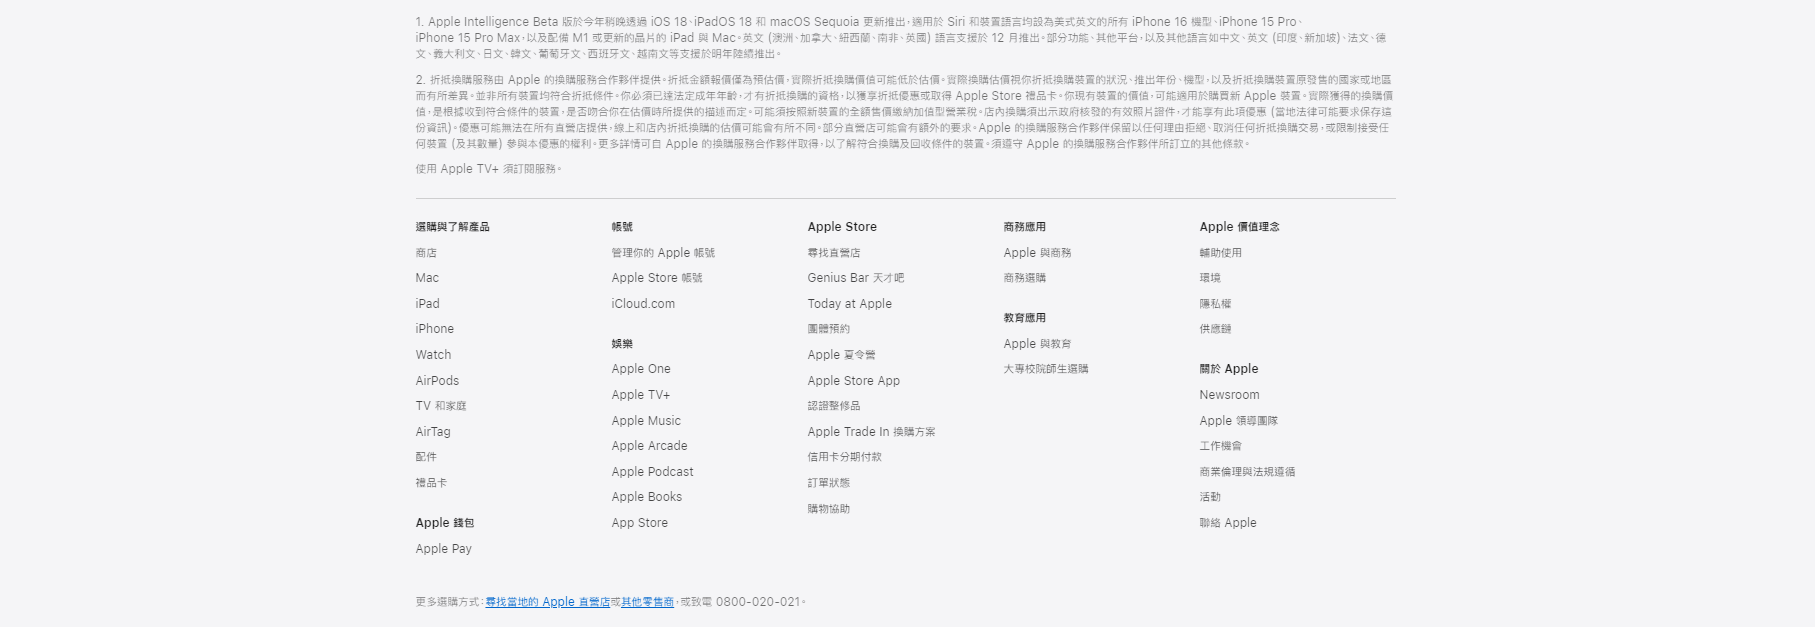 1. Apple Intelligence Beta 版於今年稍晚透過 iOS 18、iPadOS 18 和 macOS Sequoia 更新推出，適用於 Siri 和裝置語言均設為美式英文的所有 iPhone 16 機型、iPhone 15 Pro、
iPhone 15 Pro Max，以及配備 M1 或更新的晶片的 iPad 與 Mac。英文 (澳洲、加拿大、紐西蘭、南非、英國) 語言支援於 12 月推出。部分功能、其他平台，以及其他語言如中文、英文 (印度、新加坡)、法文、德
文、義大利文、日文、韓文、葡萄牙文、西班牙文、越南文等支援於明年陸續推出。
2. 折抵換購服務由 Apple 的換購服務合作夥伴提供。折抵金額報價僅為預估價，實際折抵換購價值可能低於估價。實際換購估價視你折抵換購裝置的狀況、推出年份、機型，以及折抵換購裝置原發售的國家或地區
而有所差異。並非所有裝置均符合折抵條件。你必須已達法定成年年齡，才有折抵換購的資格，以獲享折抵優惠或取得 Apple Store 禮品卡。你現有裝置的價值，可能適用於購買新 Apple 裝置。實際獲得的換購價
值，是根據收到符合條件的裝置，是否吻合你在估價時所提供的描述而定。可能須按照新裝置的全額售價繳納加值型營業稅。店內換購須出示政府核發的有效照片證件，才能享有此項優惠 (當地法律可能要求保存這
份資訊)。優惠可能無法在所有直營店提供，線上和店內折抵換購的估價可能會有所不同。部分直營店可能會有額外的要求。Apple 的換購服務合作夥伴保留以任何理由拒絕、取消任何折抵換購交易，或限制接受任
何裝置 (及其數量) 參與本優惠的權利。更多詳情可自 Apple 的換購服務合作夥伴取得，以了解符合換購及回收條件的裝置。須遵守 Apple 的換購服務合作夥伴所訂立的其他條款。
使用 Apple TV+ 須訂閱服務。
選購與了解產品
商店
Mac
iPad
iPhone
Watch
AirPods
TV 和家庭
AirTag
配件
禮品卡
Apple 錢包
Apple Pay
帳號
管理你的 Apple 帳號
Apple Store 帳號
iCloud.com
娛樂
Apple One
Apple TV+
Apple Music
Apple Arcade
Apple Podcast
Apple Books
App Store
Apple Store
尋找直營店
Genius Bar 天才吧
Today at Apple
團體預約
Apple 夏令營
Apple Store App
認證整修品
Apple Trade In 換購方案
信用卡分期付款
訂單狀態
購物協助
商務應用
Apple 與商務
商務選購
教育應用
Apple 與教育
大專校院師生選購
Apple 價值理念
輔助使用
環境
隱私權
供應鏈
關於 Apple
Newsroom
Apple 領導團隊
工作機會
商業倫理與法規遵循
活動
聯絡 Apple
更多選購方式：尋找當地的 Apple 直營店或其他零售商，或致電 0800-020-021。